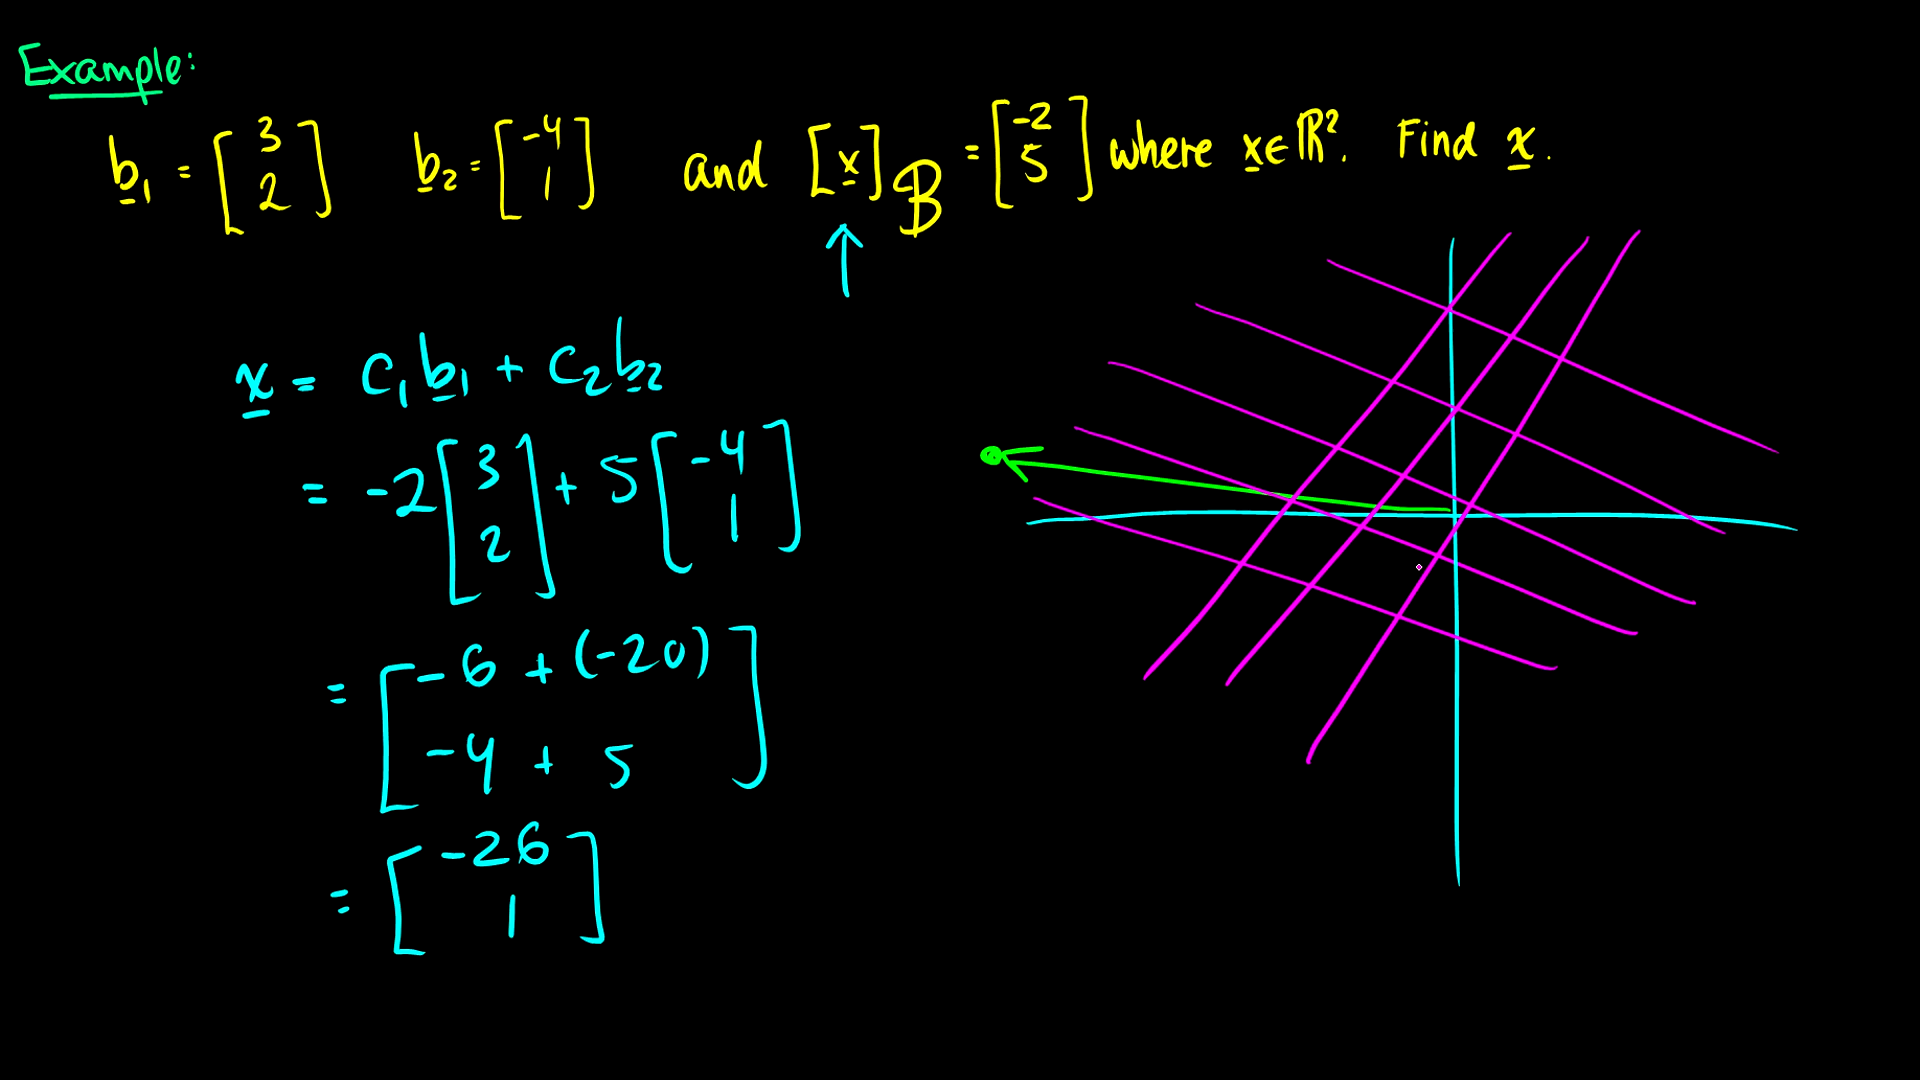 Example:
b₁ = [3 2] b₂ = [-4 1] and [x]_B = [-2 5] where x ∈ ℝ². Find x.
x = c₁b₁ + c₂b₂
= -2[3 2] + 5[-4 1]
= [-6 + (-20) -4 + 5]
= [-26 1]